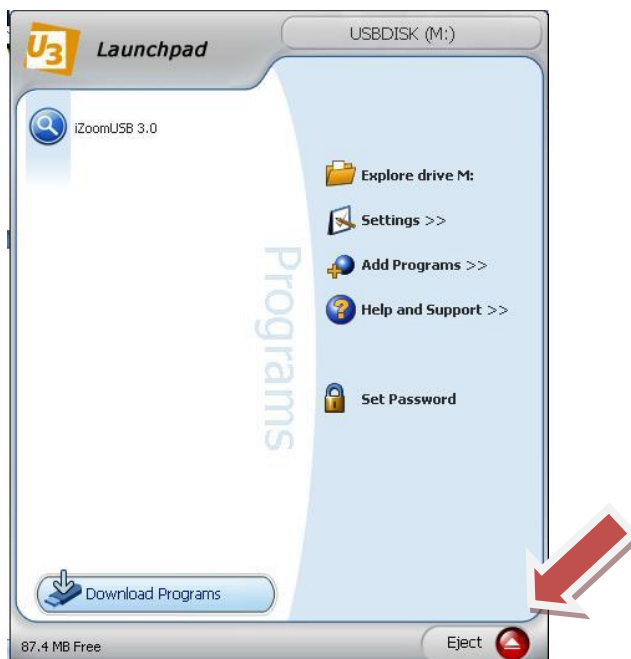 U3
Launchpad
USBDISK (M:)
iZoomUSB 3.0
Explore drive M:
Settings >>
Add Programs >>
Help and Support >>
Set Password
Programs
Download Programs
87.4 MB Free
Eject